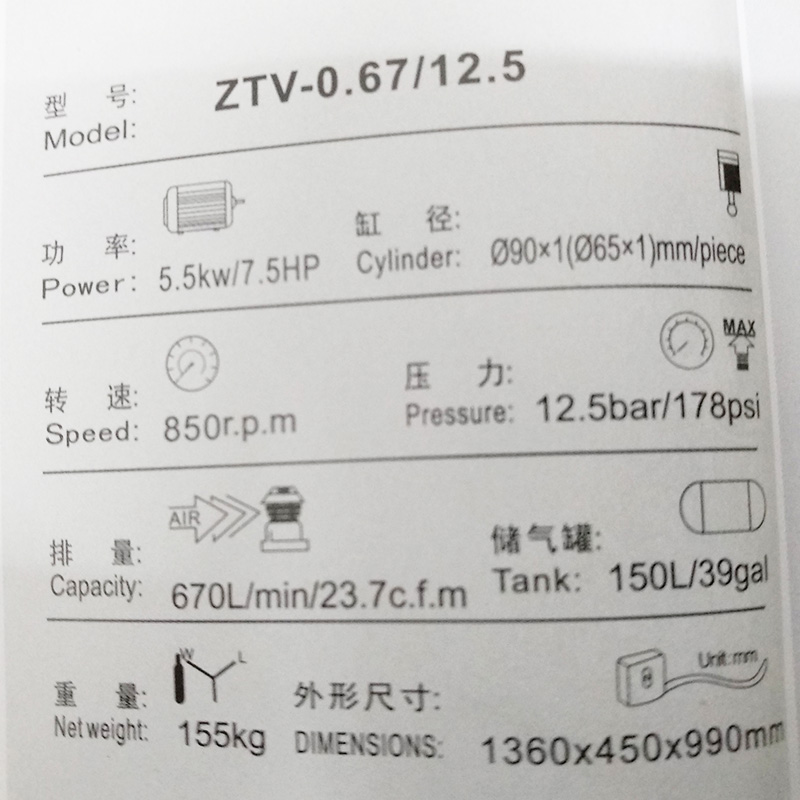 型 号: ZTV-0.67/12.5
Model:
功 率: 缸 径:
Power: 5.5kw/7.5HP Cylinder: Ø90×1(Ø65×1)mm/piece
MAX
转 速: 压 力:
Speed: 850r.p.m Pressure: 12.5bar/178psi
AIR
排 量: 储气罐:
Capacity: 670L/min/23.7c.f.m Tank: 150L/39gal
W L Unit:mm
重 量: 外形尺寸:
Net weight: 155kg DIMENSIONS: 1360x450x990mm